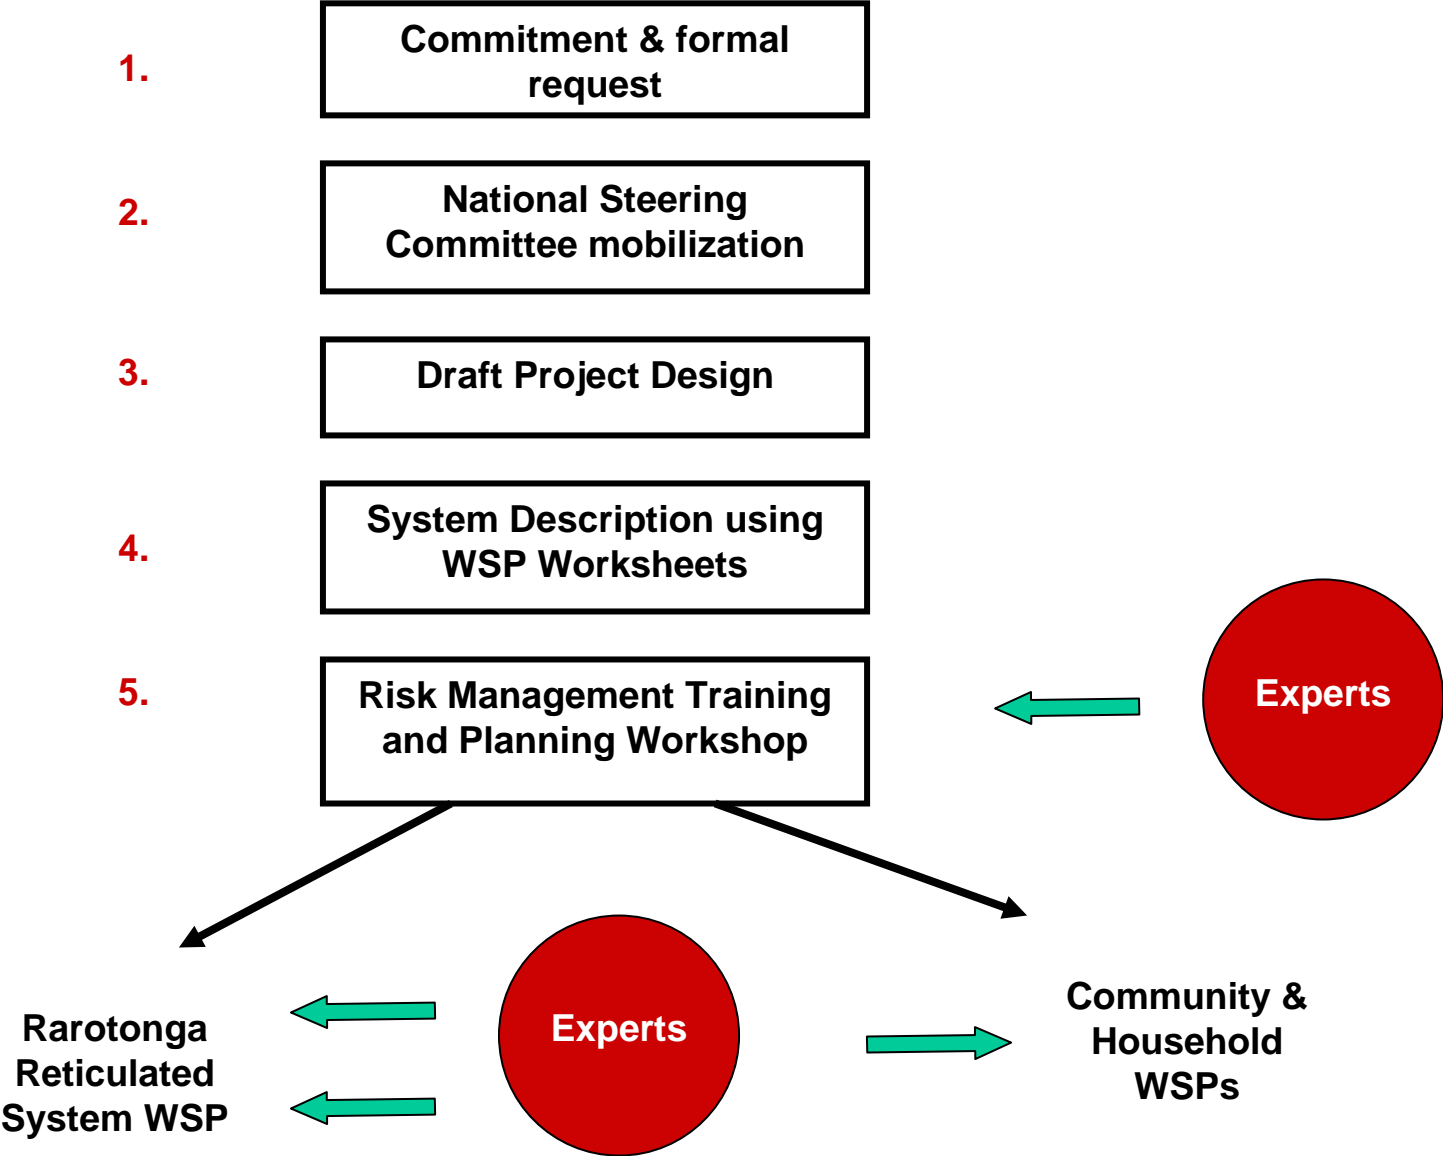 1.
Commitment & formal
request
2.
National Steering
Committee mobilization
3.
Draft Project Design
4.
System Description using
WSP Worksheets
5.
Risk Management Training
and Planning Workshop
Experts
Rarotonga
Reticulated
System WSP
Experts
Community &
Household
WSPs